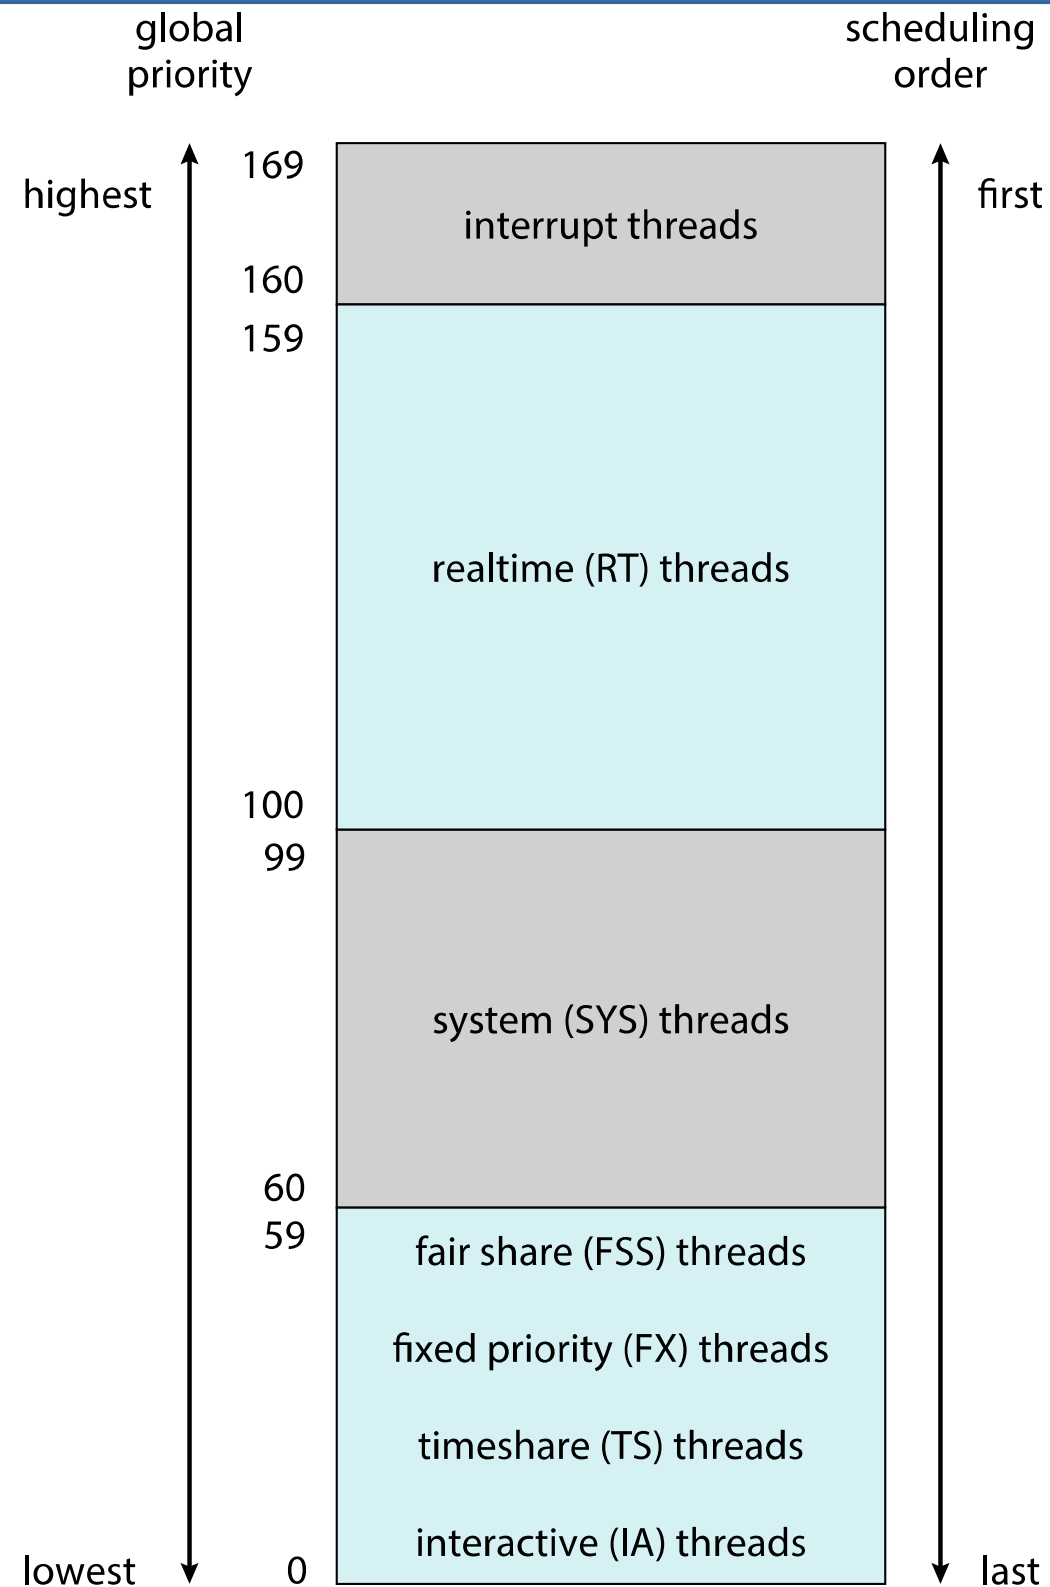 global
priority
scheduling
order
highest
169
interrupt threads
first
160
159
realtime (RT) threads
100
99
system (SYS) threads
60
59
fair share (FSS) threads
fixed priority (FX) threads
timeshare (TS) threads
interactive (IA) threads
lowest
0
last